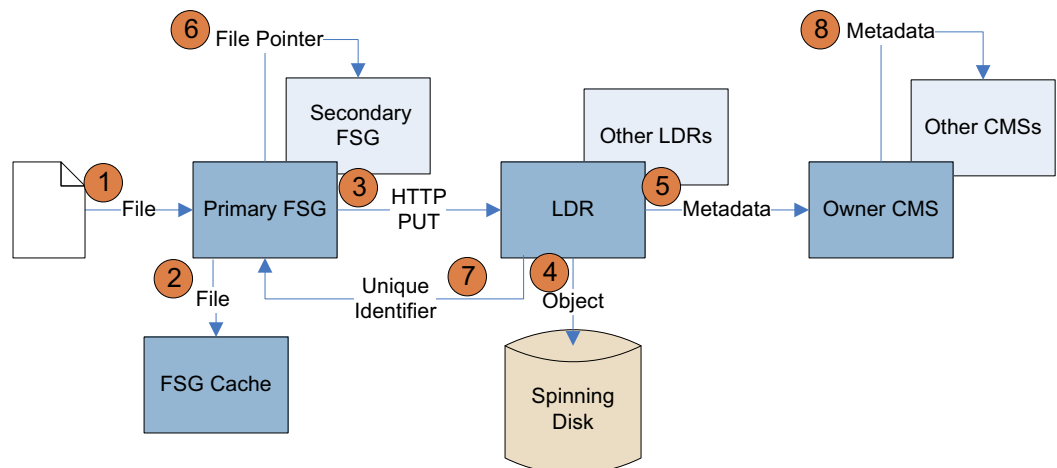 6
File Pointer
8
Metadata
Secondary
FSG
Other LDRs
Other CMSs
1
File
Primary FSG
3
HTTP
PUT
LDR
5
Metadata
Owner CMS
2
File
Unique
Identifier
7
4
Object
FSG Cache
Spinning
Disk